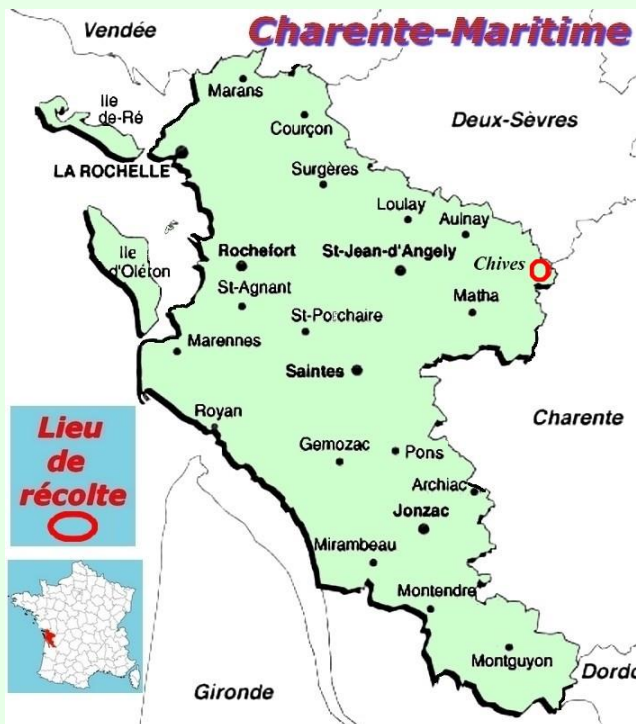 Charente-Maritime
Vendée
Marans
Ile
de-Ré
Courçon
Deux-Sèvres
LA ROCHELLE
Surgères
Loulay
Aulnay
Ile
d'Oléron
Rochefort
St-Jean-d'Angely
Chives
St-Agnant
Matha
St-Porchaire
Marennes
Saintes
Royan
Charente
Lieu
de
récolte
Gemozac
Pons
Archiac
Jonzac
Mirambeau
Montendre
Montguyon
Dordo
Gironde